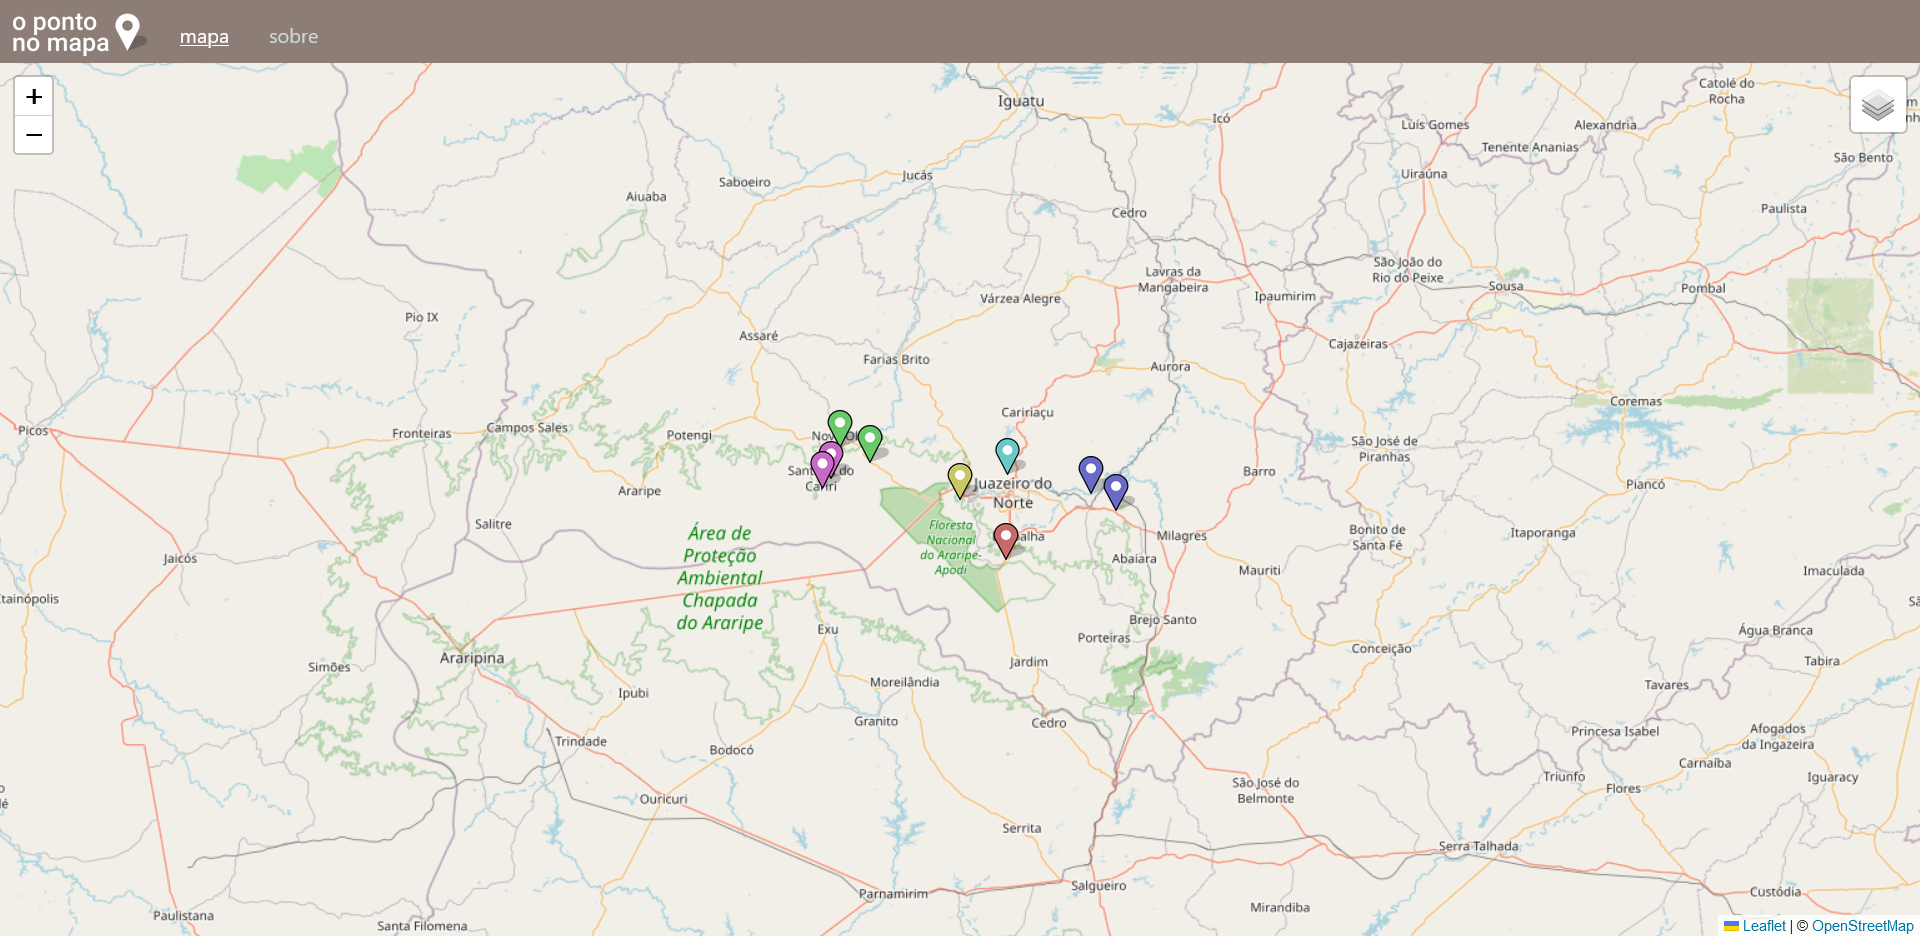 o ponto
no mapa
mapa
sobre
+
−
Iguatu
Icó
Catolé do
Rocha
Luís Gomes
Alexandria
Tenente Ananias
São Bento
Uiraúna
Saboeiro
Jucás
Aiuaba
Cedro
Paulista
Lavras da
Mangabeira
São João do
Rio do Peixe
Sousa
Pombal
Ipaumirim
Várzea Alegre
Pio IX
Assaré
Farias Brito
Cajazeiras
Aurora
Coremas
Caririaçu
Picos
Fronteiras
Campos Sales
Potengi
São José de
Piranhas
Barro
Cariri
Araripe
Juazeiro do
Norte
Piancó
Salitre
Floresta
Nacional
do Araripe-
Apodi
Área de
Proteção
Ambiental
Chapada
do Araripe
Milagres
Bonito de
Santa Fé
Itaporanga
Jaicós
Abaiara
Mauriti
Imaculada
Itainópolis
Exu
Brejo Santo
Porteiras
Água Branca
Conceição
Tabira
Araripina
Simões
Jardim
Moreilândia
Ipubi
Tavares
Granito
Cedro
Princesa Isabel
Afogados
da Ingazeira
Trindade
Bodocó
Carnaíba
Triunfo
Iguaracy
São José do
Belmonte
Flores
Ouricuri
Serrita
Serra Talhada
Salgueiro
Parnamirim
Custódia
Mirandiba
Paulistana
Santa Filomena
Leaflet | © OpenStreetMap